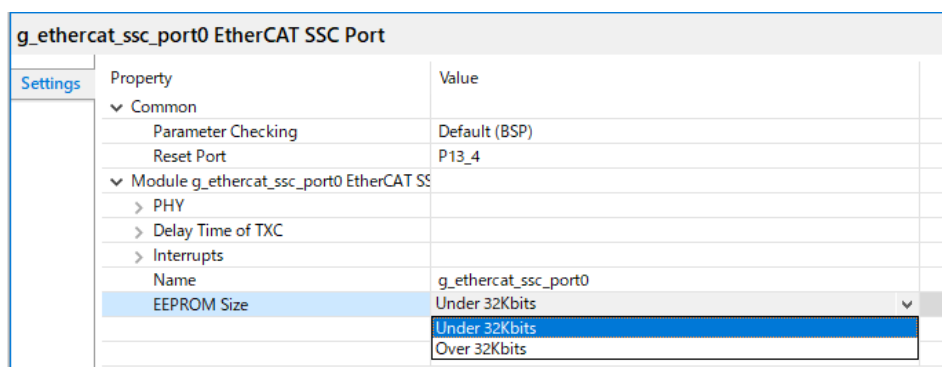 g_ethercat_ssc_port0 EtherCAT SSC Port
Settings
Property Value
Common
Parameter Checking Default (BSP)
Reset Port P13_4
Module g_ethercat_ssc_port0 EtherCAT SS
PHY
Delay Time of TXC
Interrupts
Name g_ethercat_ssc_port0
EEPROM Size Under 32Kbits
Under 32Kbits
Over 32Kbits